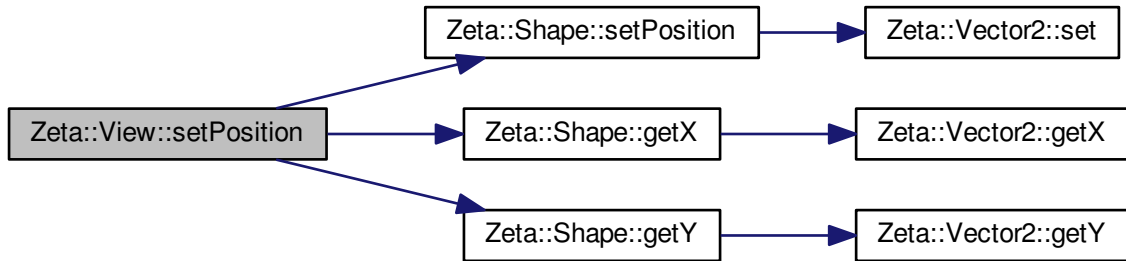 Zeta::Shape::setPosition
Zeta::Vector2::set
Zeta::View::setPosition
Zeta::Shape::getX
Zeta::Vector2::getX
Zeta::Shape::getY
Zeta::Vector2::getY